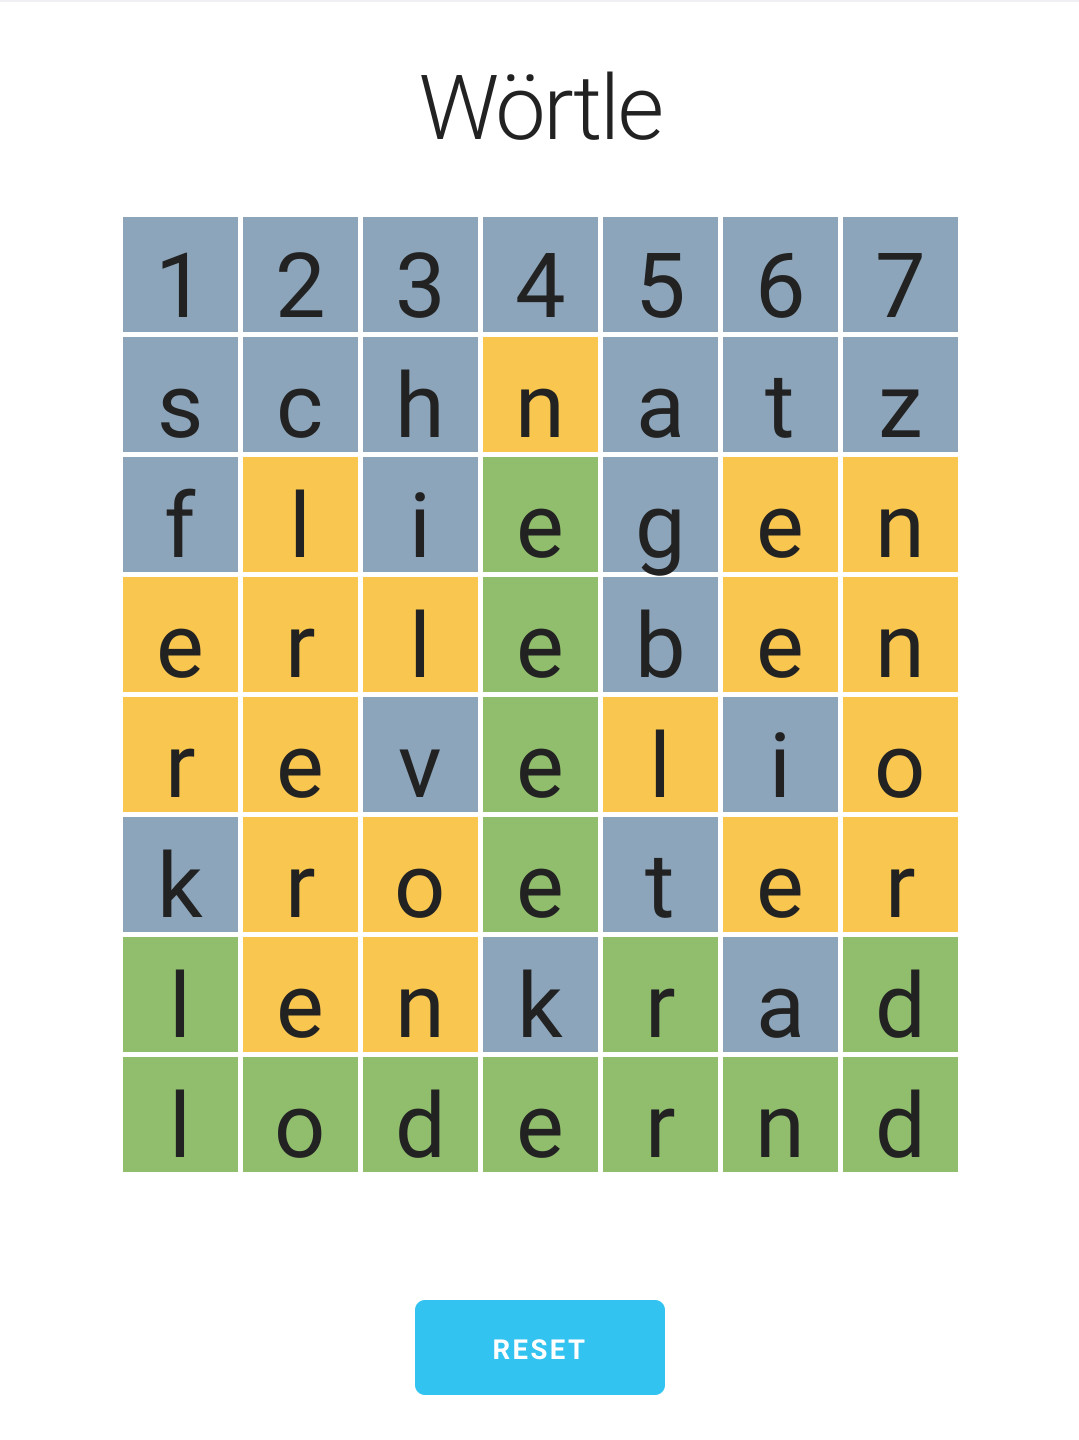 Wörtle
1 2 3 4 5 6 7
s c h n a t z
f l i e g e n
e r l e b e n
r e v e l i o
k r o e t e r
l e n k r a d
l o d e r n d
RESET